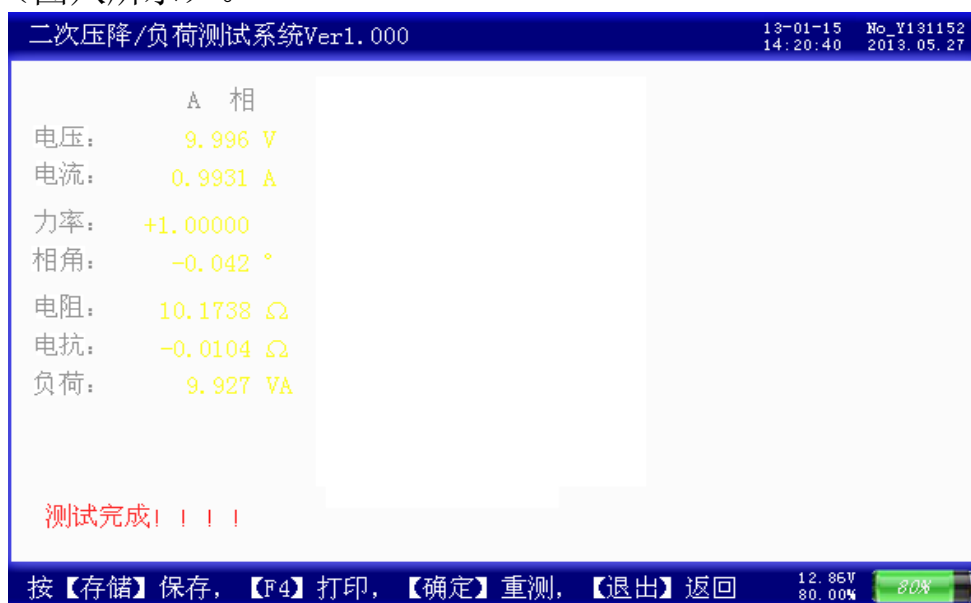 二次压降/负荷测试系统Ver1.000
13-01-15 No_Y131152
14:20:40 2013.05.27
A 相
电压: 9.996 V
电流: 0.9931 A
力率: +1.00000
相角: -0.042 °
电阻: 10.1738 Ω
电抗: -0.0104 Ω
负荷: 9.927 VA
测试完成!!!!
按【存储】保存,【F4】打印,【确定】重测,【退出】返回
12.86V
80.00%
80%